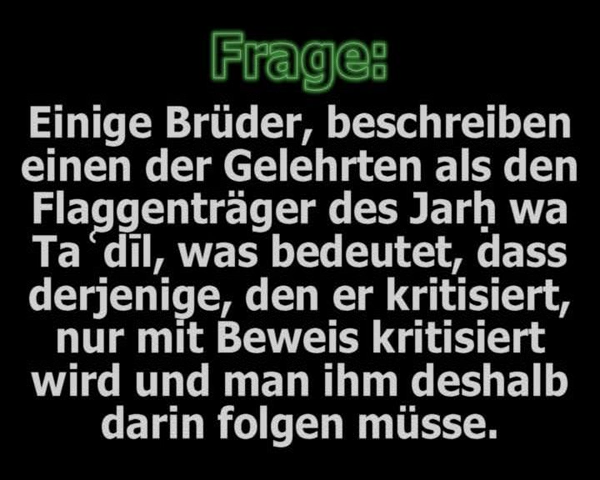 Frage:
Einige Brüder, beschreiben
einen der Gelehrten als den
Flaggenträger des Jarḥ wa
Taʿdīl, was bedeutet, dass
derjenige, den er kritisiert,
nur mit Beweis kritisiert
wird und man ihm deshalb
darin folgen müsse.